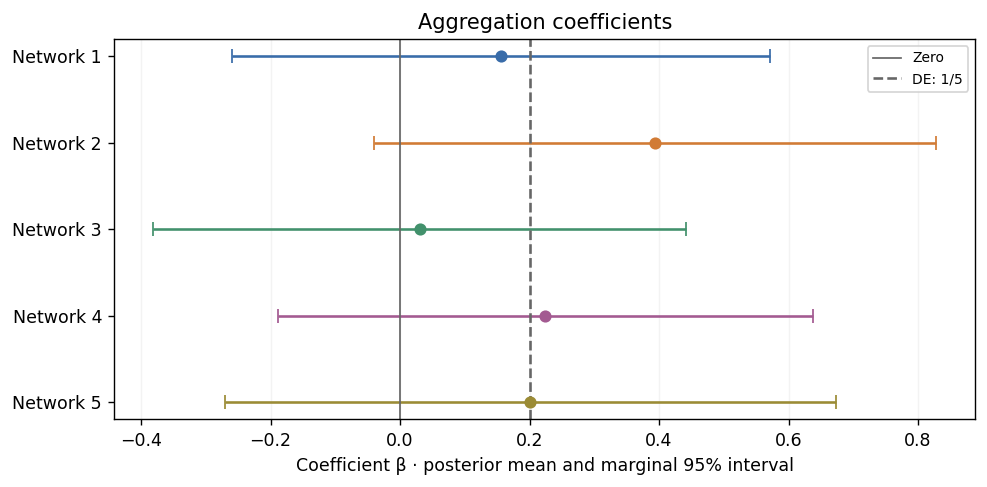 Aggregation coefficients
Network 1
Network 2
Network 3
Network 4
Network 5
Zero
DE: 1/5
−0.4 −0.2 0.0 0.2 0.4 0.6 0.8
Coefficient β · posterior mean and marginal 95% interval